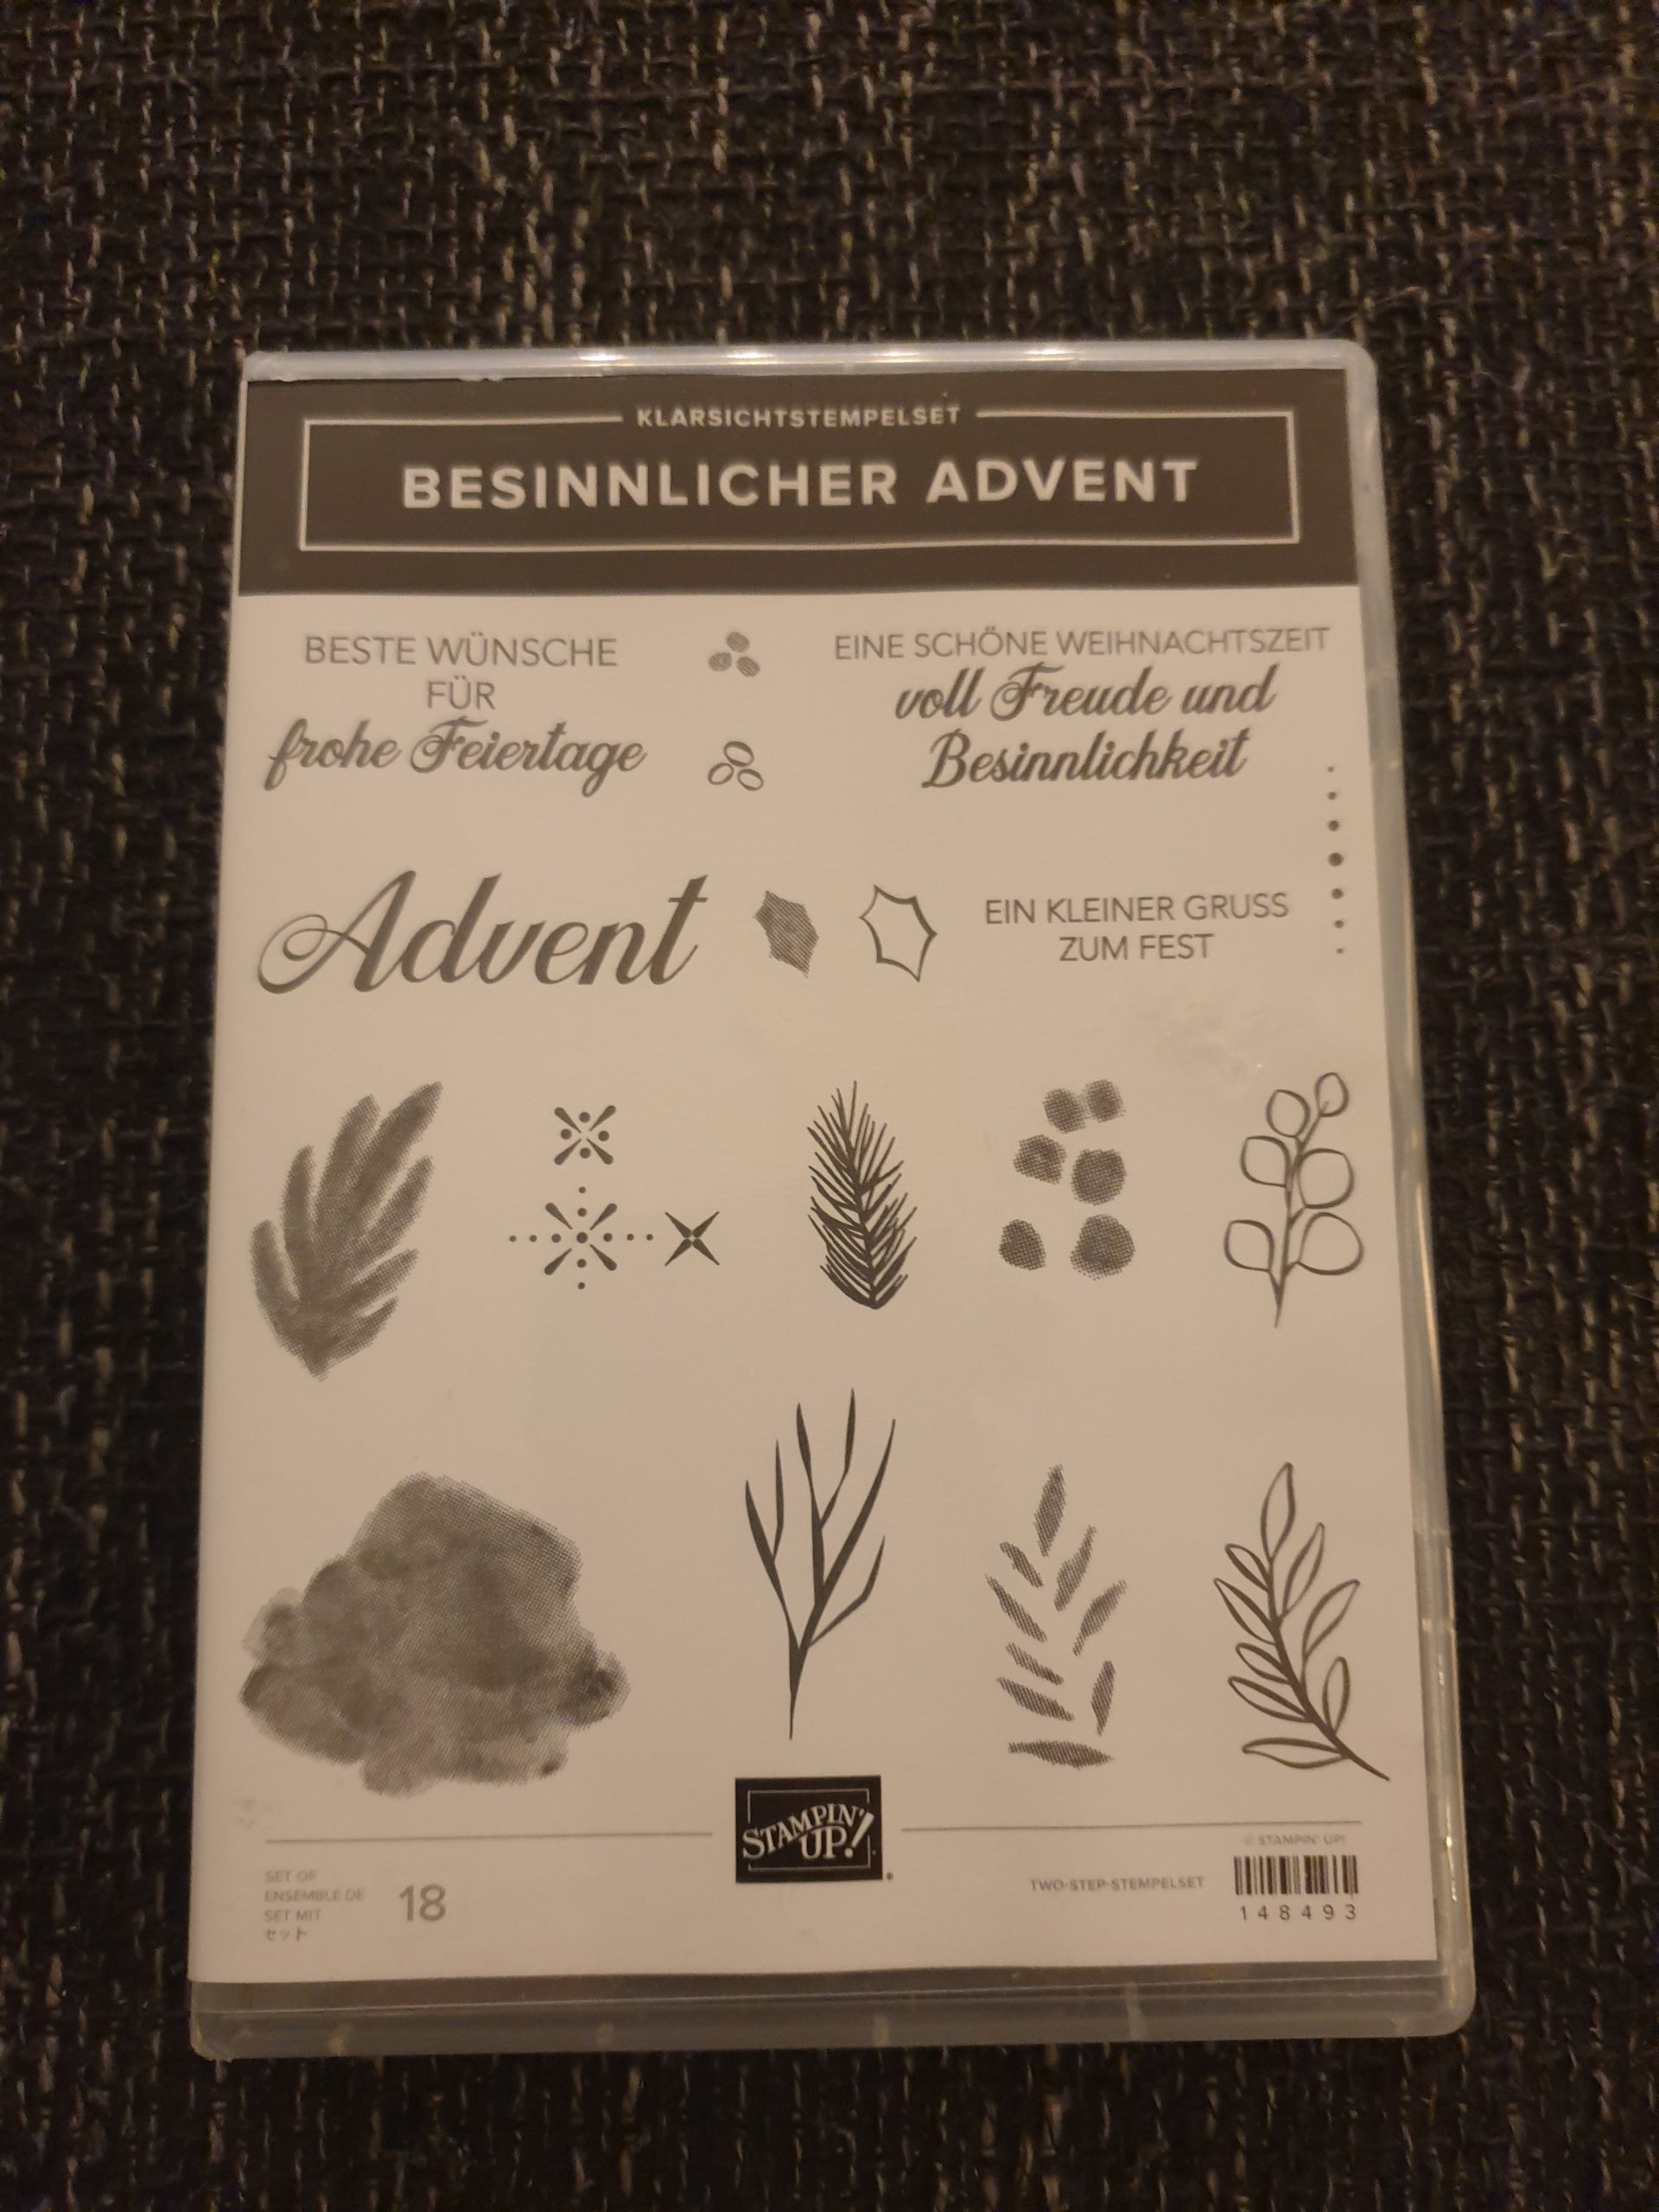 KLARSICHTSTEMPELSET
BESINNLICHER ADVENT
BESTE WÜNSCHE
FÜR
frohe Feiertage
EINE SCHÖNE WEIHNACHTSZEIT
voll Freude und
Besinnlichkeit
Advent
EIN KLEINER GRUSS
ZUM FEST
STAMPIN'
UP!
SET OF
ENSEMBLE DE
SET MIT
セット
18
TWO-STEP-STEMPELSET
© STAMPIN' UP!
148493